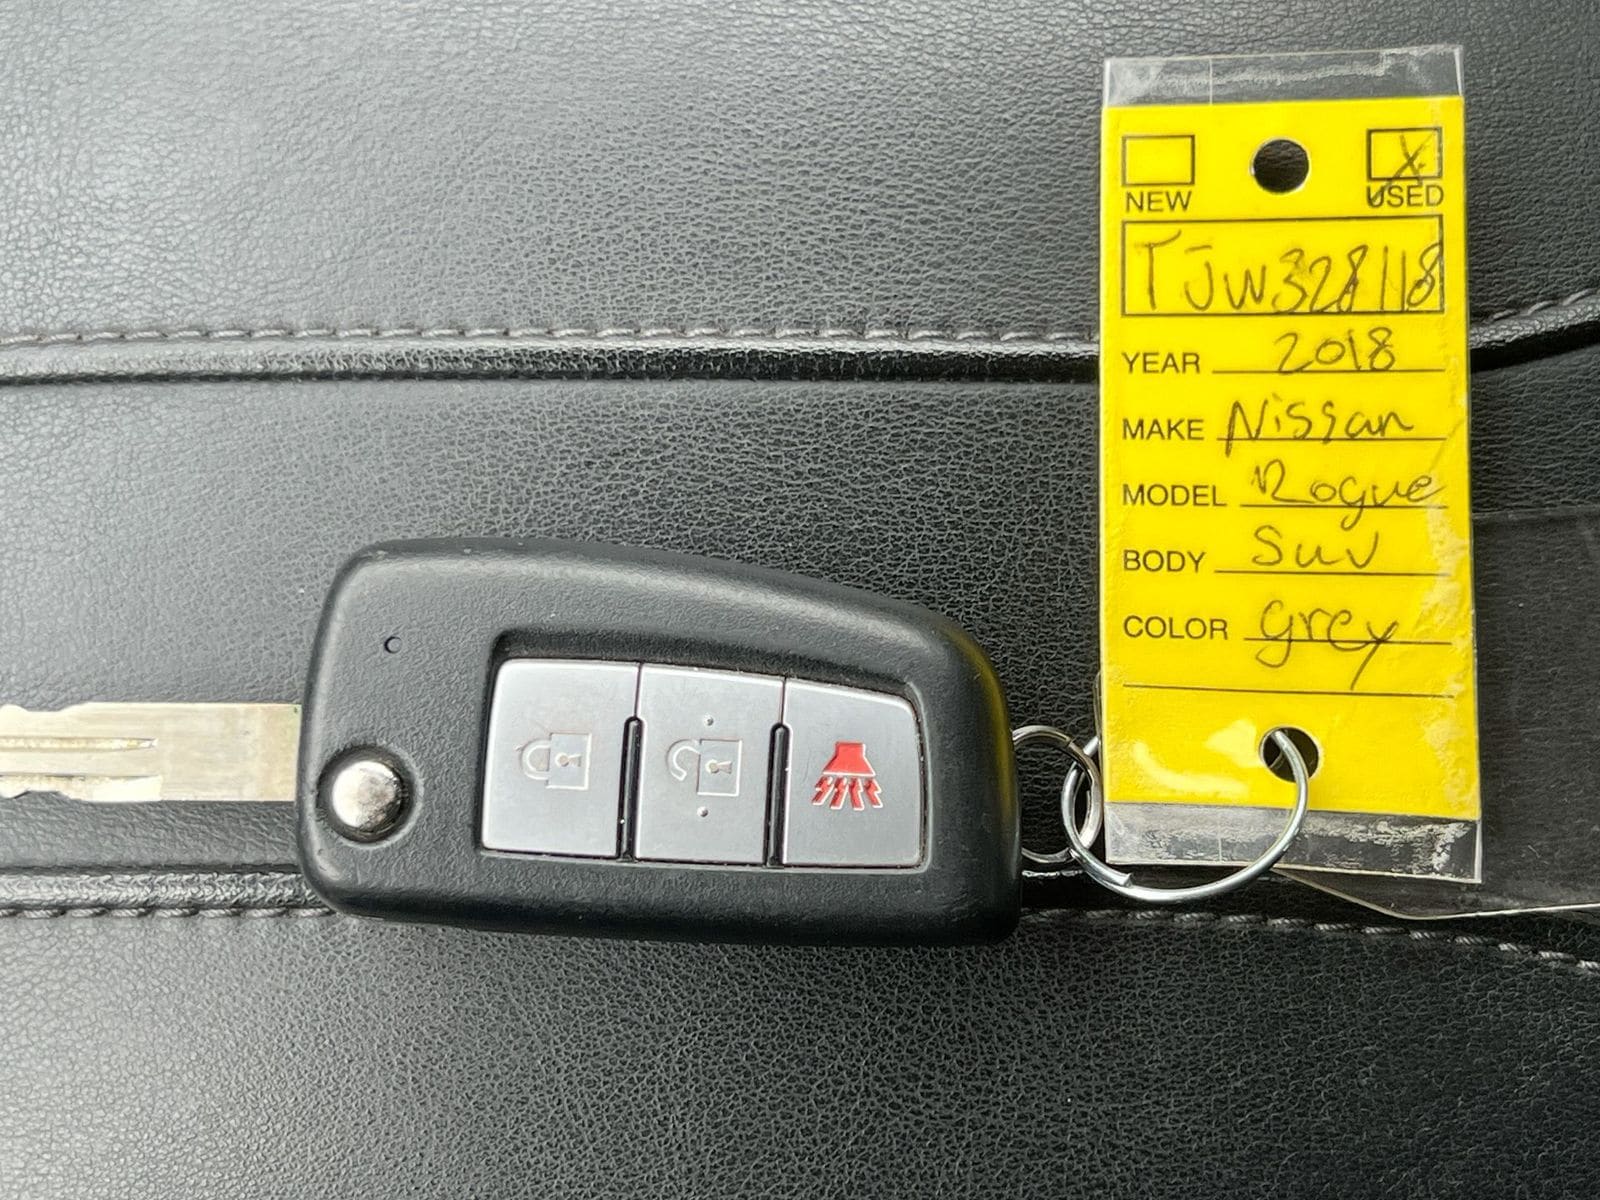 NEW USED
TJW328118
YEAR 2018
MAKE Nissan
MODEL Rogue
BODY Suv
COLOR grey